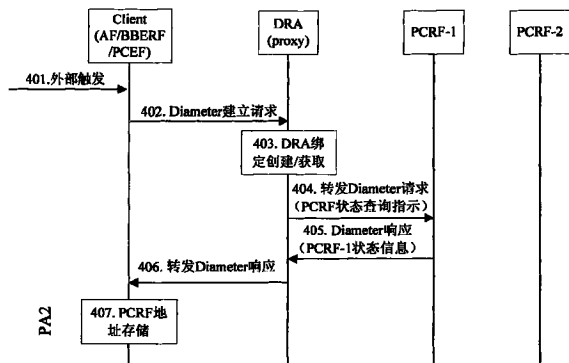 Client
(AF/BBERF
/PCEF)
DRA
(proxy)
PCRF-1
PCRF-2
401.外部触发
402. Diameter建立请求
403. DRA绑
定创建/获取
404. 转发Diameter请求
（PCRF状态查询指示）
405. Diameter响应
（PCRF-1状态信息）
406. 转发Diameter响应
407. PCRF地
址存储
PA2